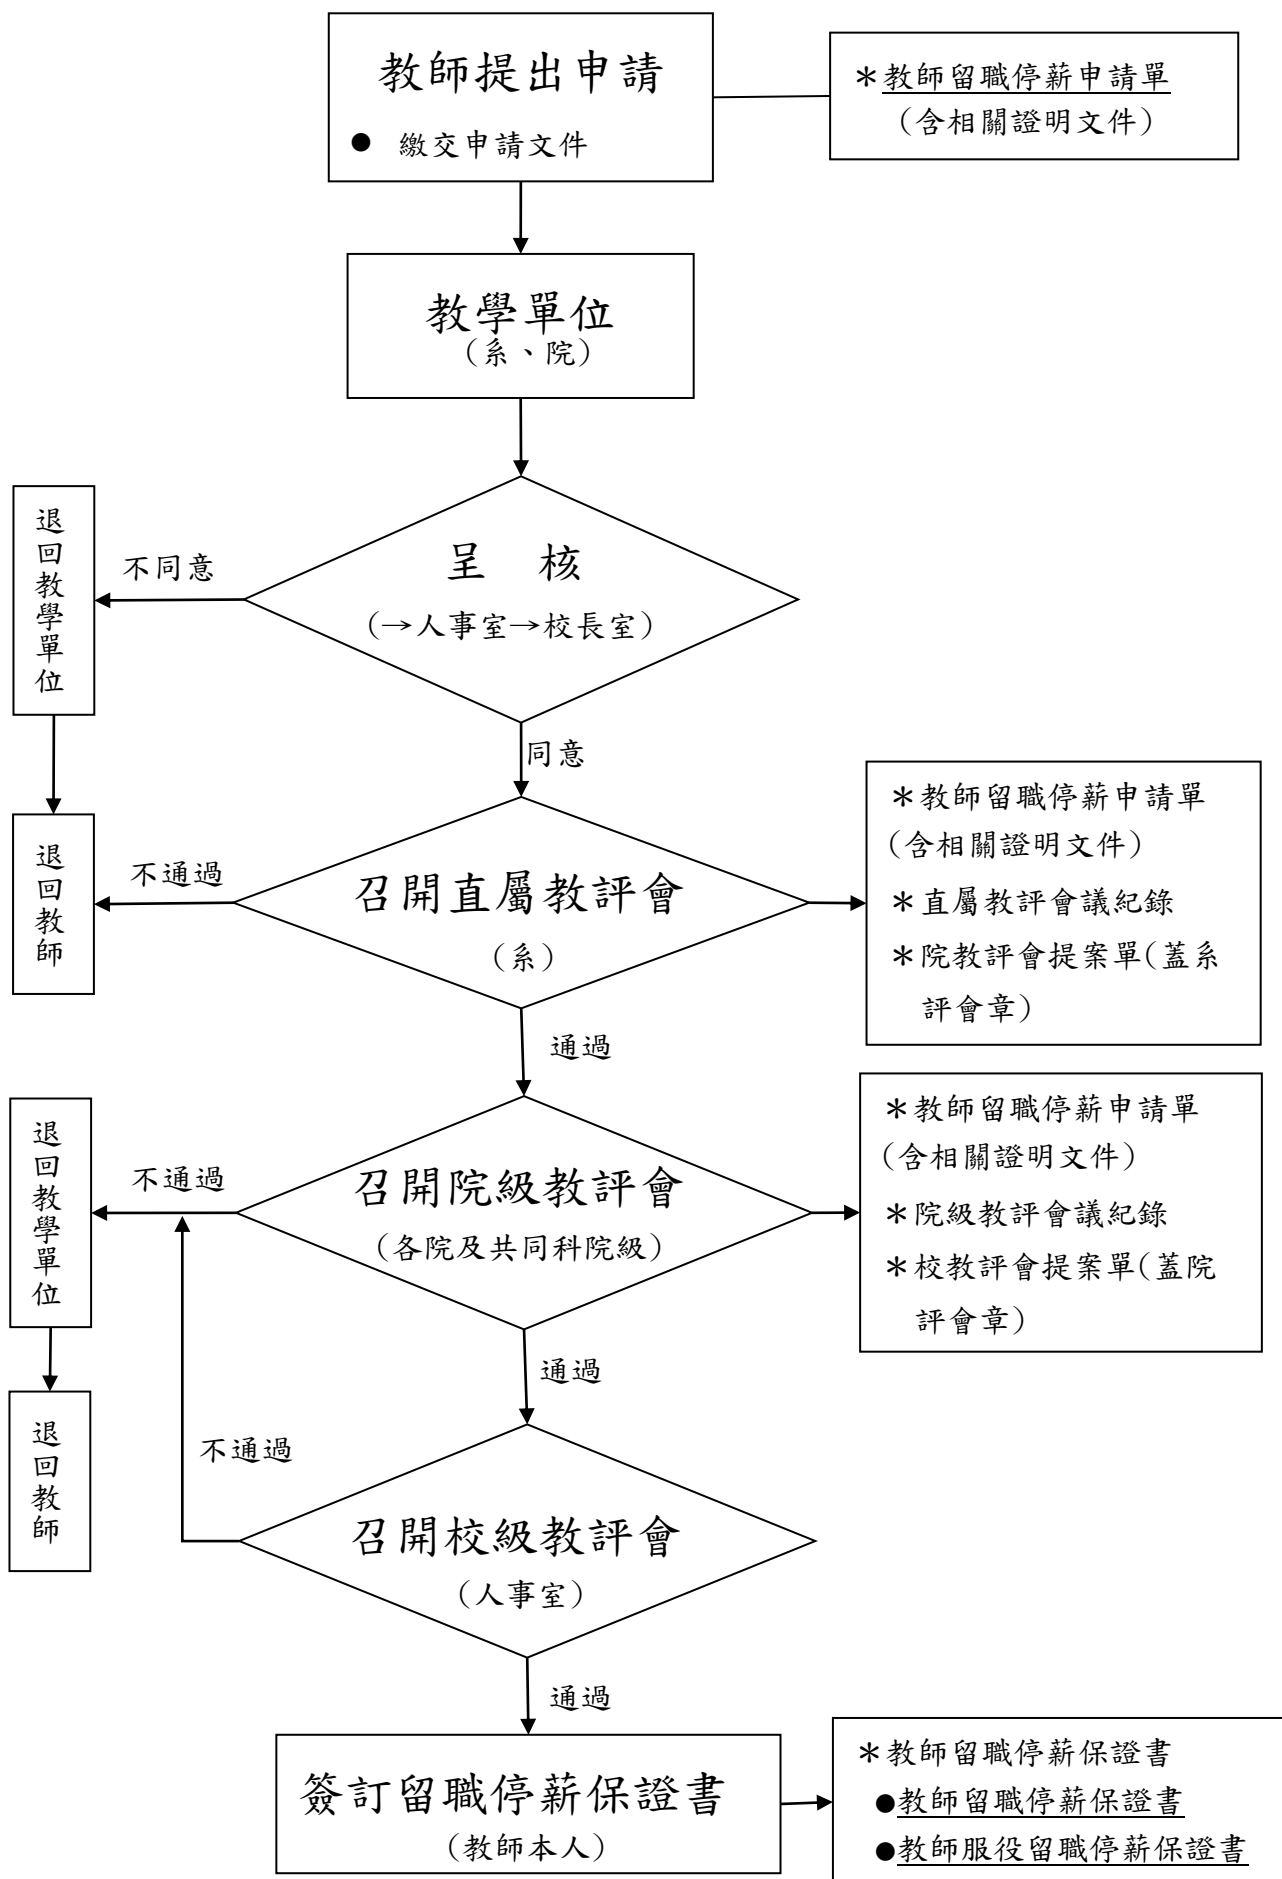 教師提出申請
● 繳交申請文件
＊教師留職停薪申請單
（含相關證明文件）
教學單位
（系、院）
呈 核
（→人事室→校長室）
不同意
退回教學單位
同意
退回教師
不通過
召開直屬教評會
（系）
＊教師留職停薪申請單
（含相關證明文件）
＊直屬教評會議紀錄
＊院教評會提案單（蓋系
評會章）
通過
退回教學單位
不通過
召開院級教評會
（各院及共同科院級）
＊教師留職停薪申請單
（含相關證明文件）
＊院級教評會議紀錄
＊校教評會提案單（蓋院
評會章）
通過
退回教師
不通過
召開校級教評會
（人事室）
通過
簽訂留職停薪保證書
（教師本人）
＊教師留職停薪保證書
●教師留職停薪保證書
●教師服役留職停薪保證書